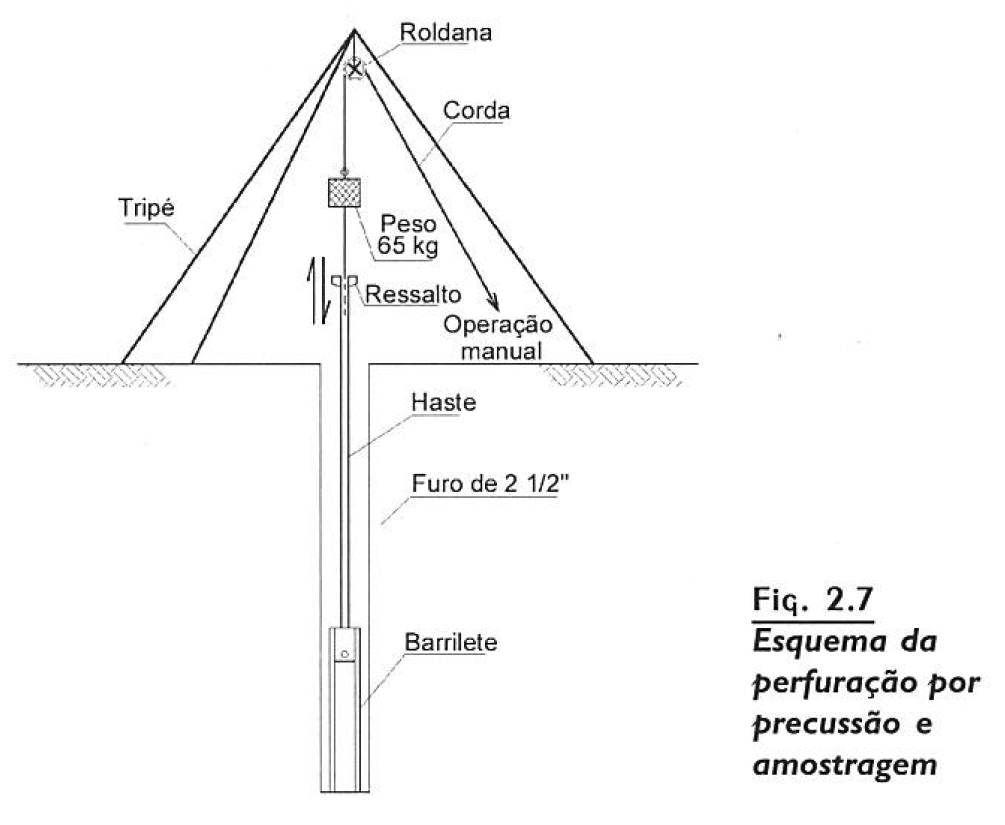 Roldana
Corda
Tripé
Peso
65 kg
Ressalto
Operação
manual
Haste
Furo de 2 1/2"
Barrilete
Fig. 2.7
Esquema da
perfuração por
precussão e
amostragem